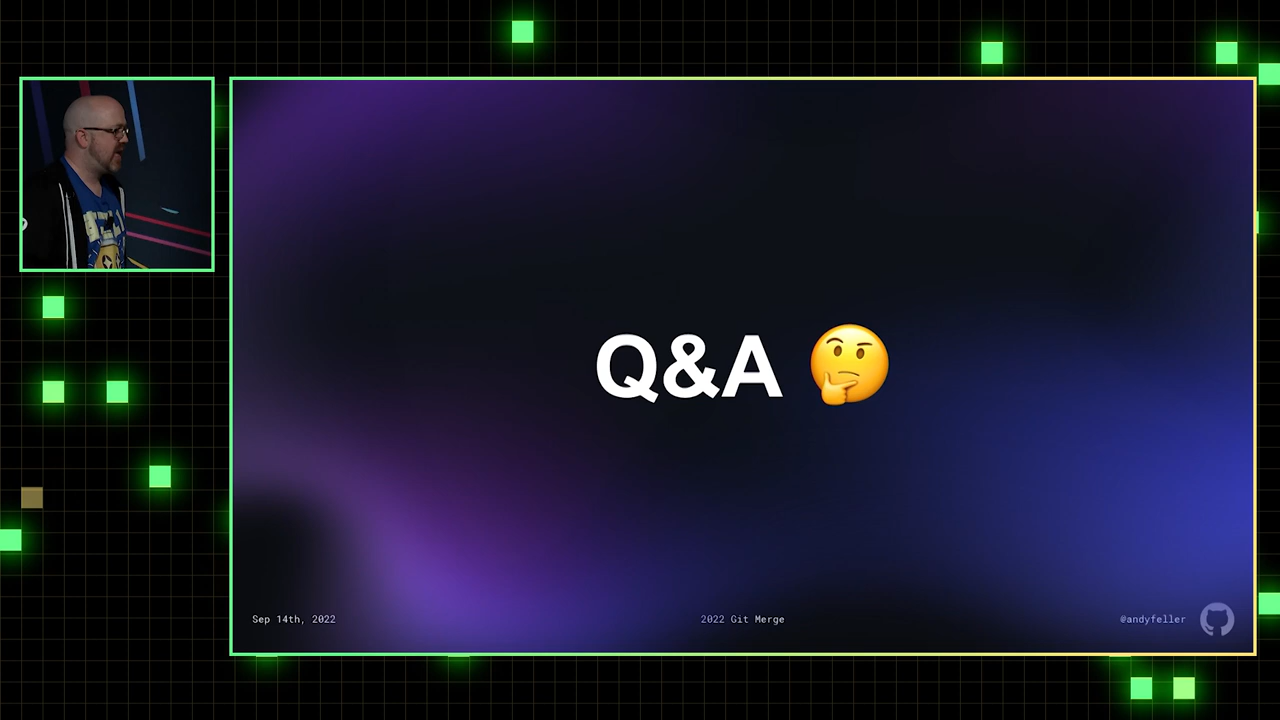 Q&A 🤔
Sep 14th, 2022
2022 Git Merge
@andyfeller